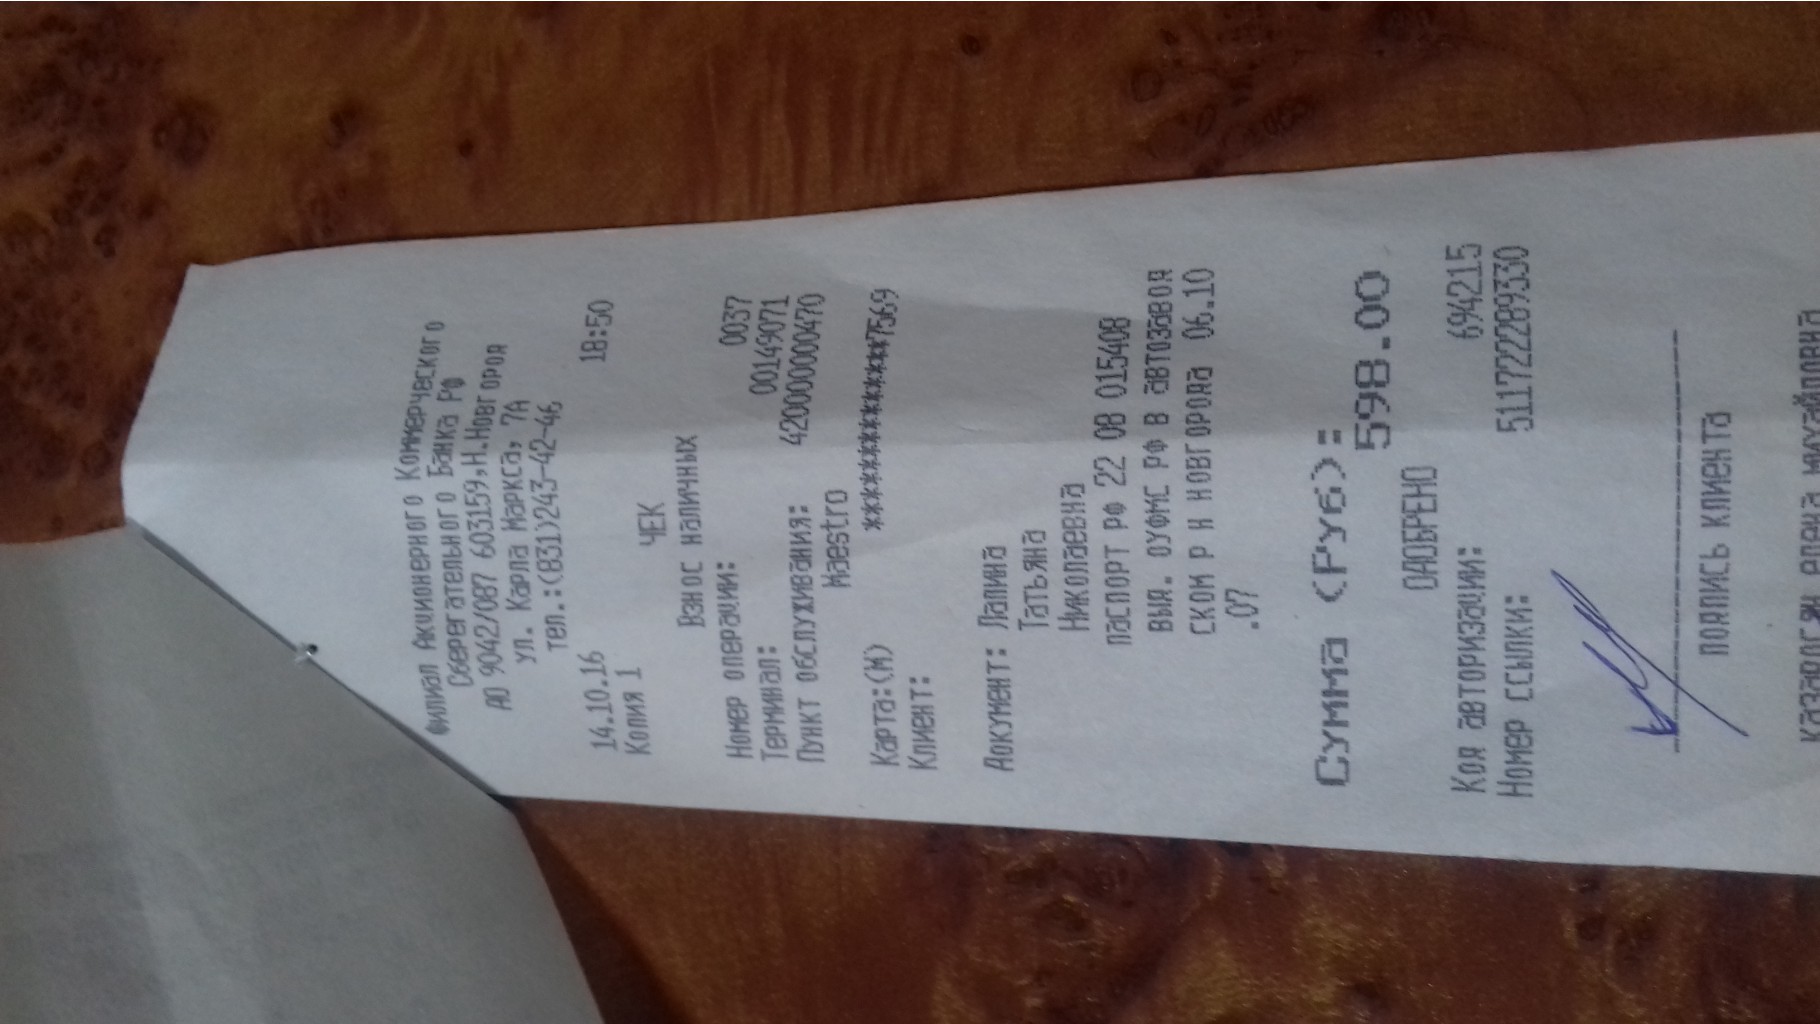 Филиал Акционерного Коммерческого
Сберегательного Банка РФ
АО 9042/087 603159,Н.Новгород
ул. Карла Маркса, 7А
тел.:(831)243-42-46
14.10.16 18:50
Копия 1
ЧЕК
Взнос наличных
Номер операции: 0037
Терминал: 00149071
Пункт обслуживания: 420000000470
Maestro
Карта:(М) **************7569
Клиент:
Документ: Лапина
Татьяна
Николаевна
паспорт РФ 22 08 015408
выд. ОУФМС РФ В автозавод
ском р н новгорода 06.10
.07
Сумма (Руб):
598.00
ОДОБРЕНО
Код авторизации: 694215
Номер ссылки: 511722289330
подпись клиента